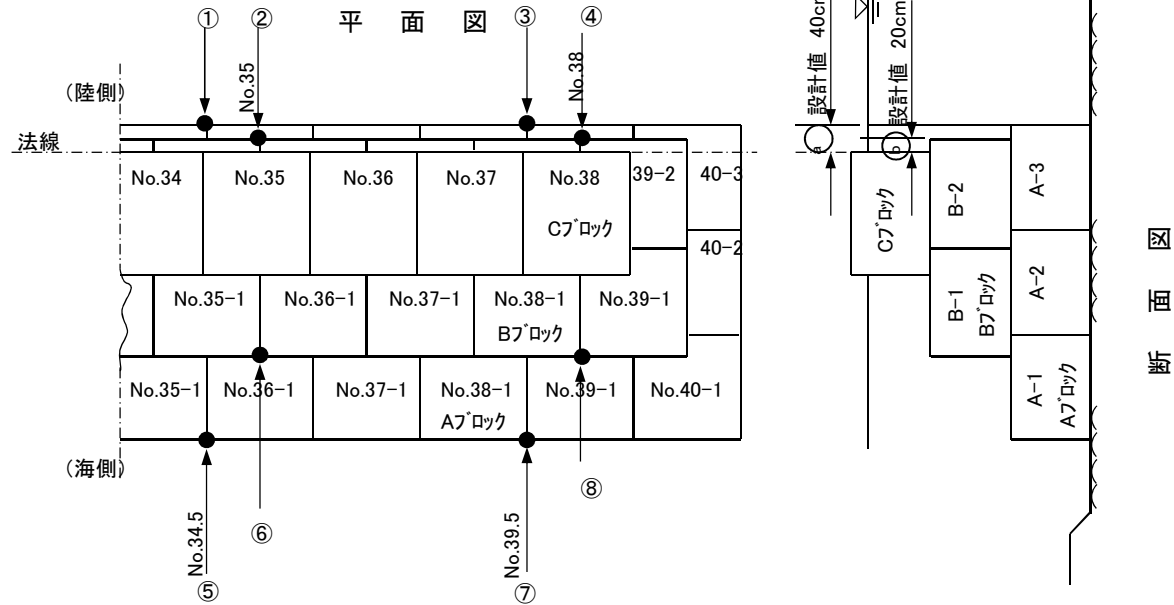 平 面 図
① ② ③ ④
No.35
No.38
(陸側)
法線
No.34 No.35 No.36 No.37 No.38 39-2 40-3
Cブロック
40-2
No.35-1 No.36-1 No.37-1 No.38-1 No.39-1
Bブロック
No.35-1 No.36-1 No.37-1 No.38-1 No.39-1 No.40-1
Aブロック
(海側)
No.34.5
No.39.5
⑤ ⑥ ⑦ ⑧
設計値 40cm
設計値 20cm
a
b
Cブロック
B-2
B-1
Bブロック
A-3
A-2
A-1
Aブロック
断 面 図